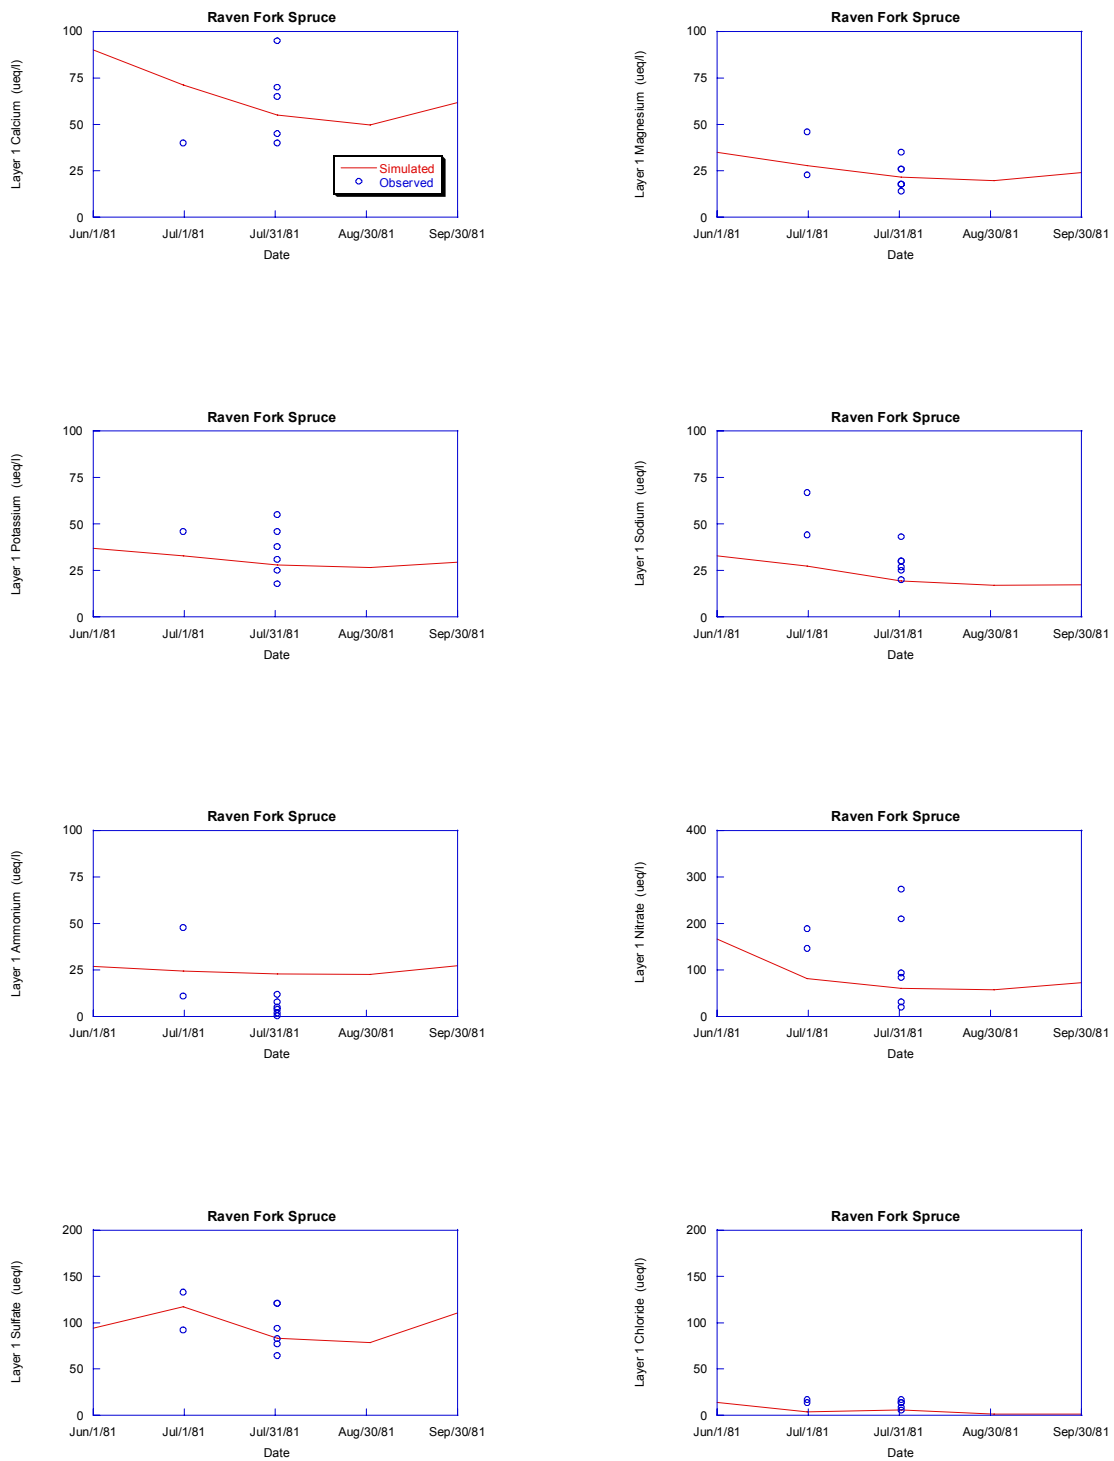 Raven Fork Spruce
Layer 1 Calcium (ueq/l)
100
75
50
25
0
Simulated
Observed
Jun/1/81 Jul/1/81 Jul/31/81 Aug/30/81 Sep/30/81
Date
Raven Fork Spruce
Layer 1 Magnesium (ueq/l)
100
75
50
25
0
Jun/1/81 Jul/1/81 Jul/31/81 Aug/30/81 Sep/30/81
Date
Raven Fork Spruce
Layer 1 Potassium (ueq/l)
100
75
50
25
0
Jun/1/81 Jul/1/81 Jul/31/81 Aug/30/81 Sep/30/81
Date
Raven Fork Spruce
Layer 1 Sodium (ueq/l)
100
75
50
25
0
Jun/1/81 Jul/1/81 Jul/31/81 Aug/30/81 Sep/30/81
Date
Raven Fork Spruce
Layer 1 Ammonium (ueq/l)
100
75
50
25
0
Jun/1/81 Jul/1/81 Jul/31/81 Aug/30/81 Sep/30/81
Date
Raven Fork Spruce
Layer 1 Nitrate (ueq/l)
400
300
200
100
0
Jun/1/81 Jul/1/81 Jul/31/81 Aug/30/81 Sep/30/81
Date
Raven Fork Spruce
Layer 1 Sulfate (ueq/l)
200
150
100
50
0
Jun/1/81 Jul/1/81 Jul/31/81 Aug/30/81 Sep/30/81
Date
Raven Fork Spruce
Layer 1 Chloride (ueq/l)
200
150
100
50
0
Jun/1/81 Jul/1/81 Jul/31/81 Aug/30/81 Sep/30/81
Date